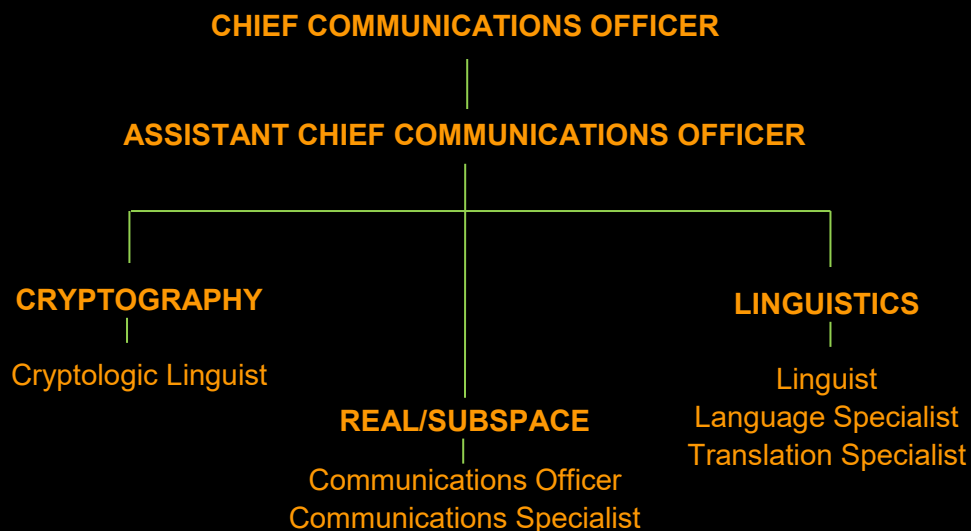 CHIEF COMMUNICATIONS OFFICER
ASSISTANT CHIEF COMMUNICATIONS OFFICER
CRYPTOGRAPHY
Cryptologic Linguist
REAL/SUBSPACE
Communications Officer
Communications Specialist
LINGUISTICS
Linguist
Language Specialist
Translation Specialist